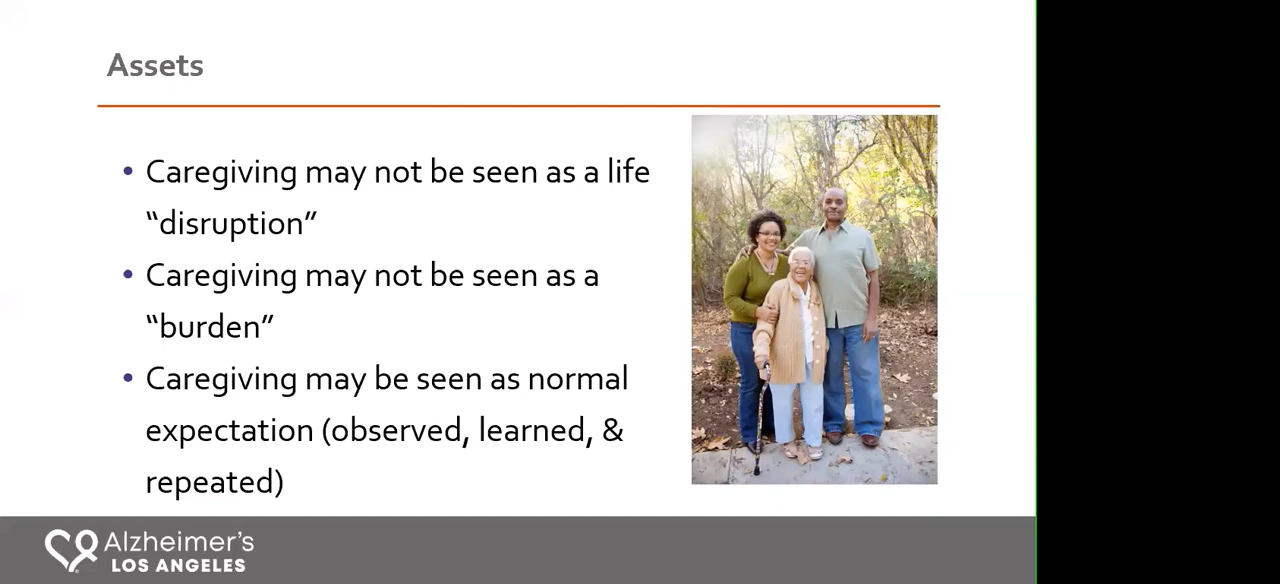 Assets
• Caregiving may not be seen as a life
“disruption”
• Caregiving may not be seen as a
“burden”
• Caregiving may be seen as normal
expectation (observed, learned, &
repeated)
Alzheimer’s
LOS ANGELES